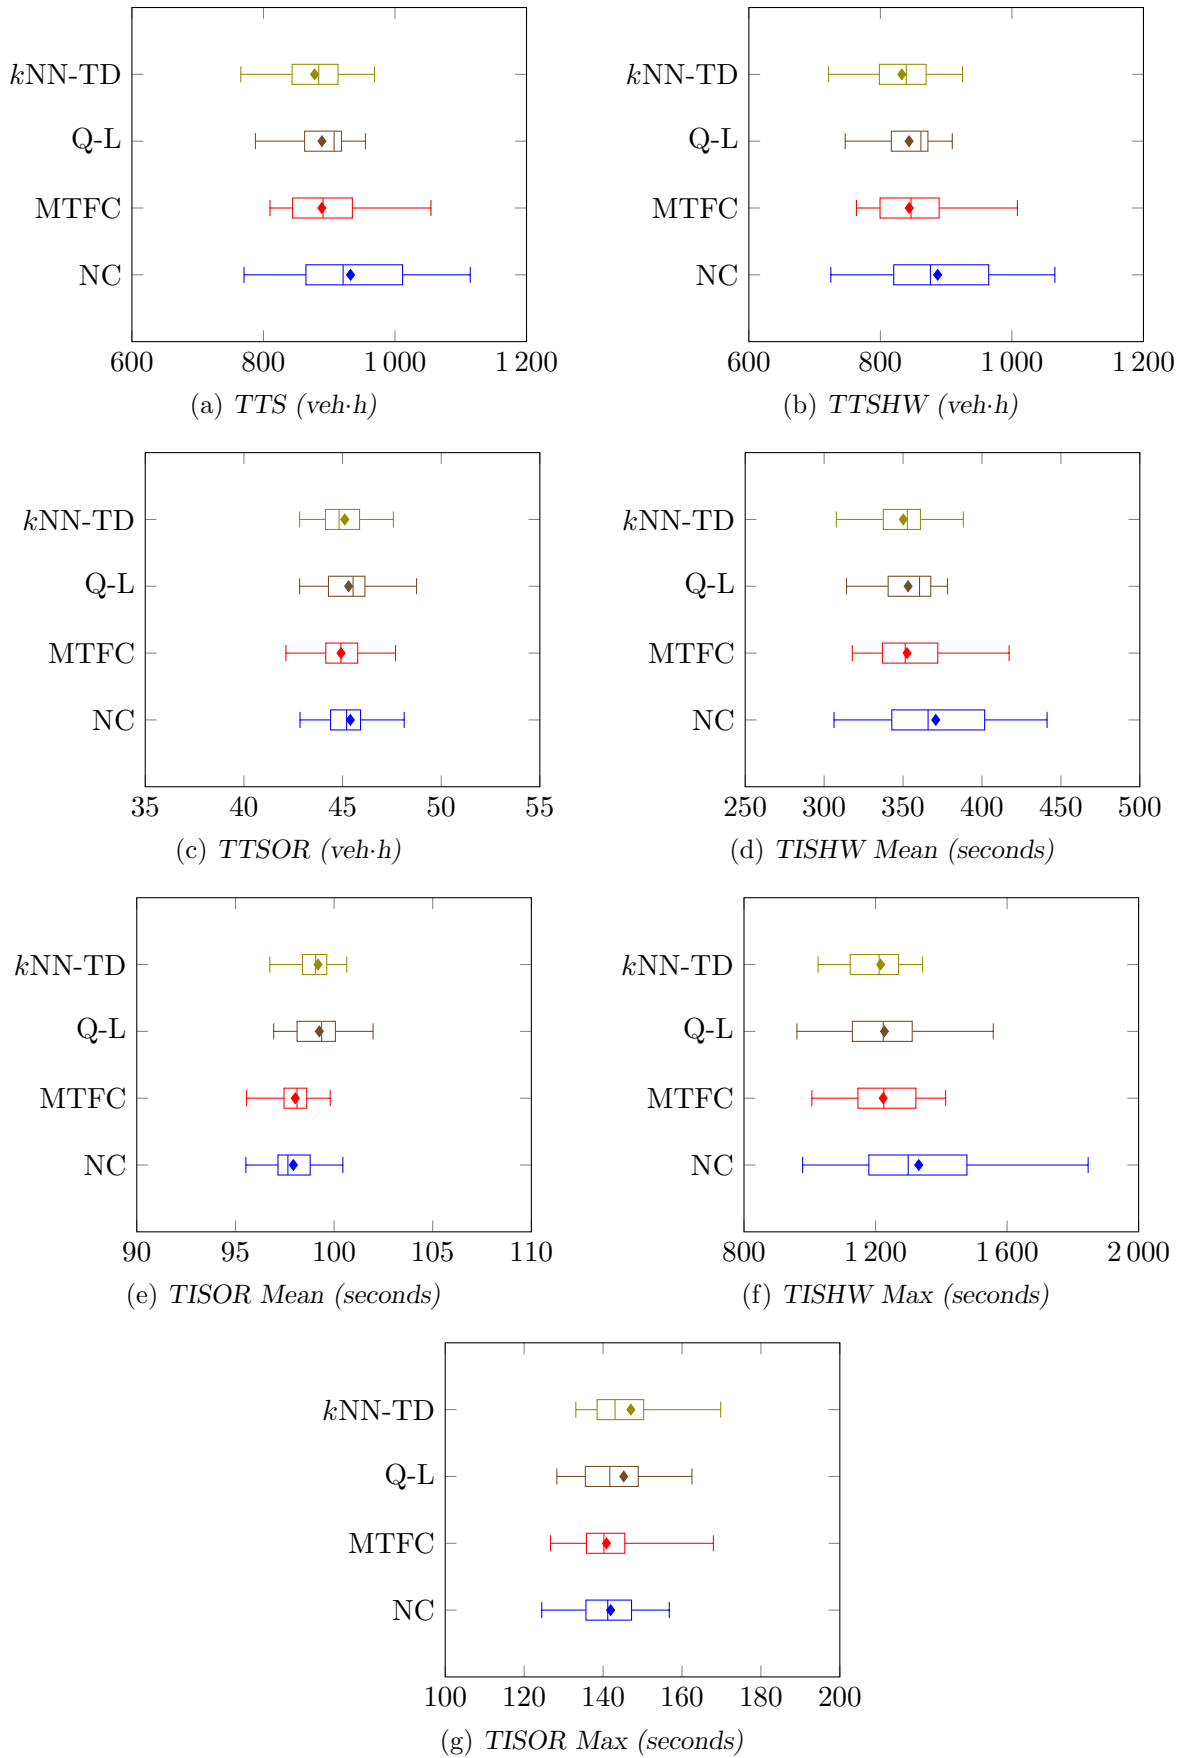 kNN-TD
Q-L
MTFC
NC
600 800 1 000 1 200
(a) TTS (veh·h)
kNN-TD
Q-L
MTFC
NC
600 800 1 000 1 200
(b) TTSHW (veh·h)
kNN-TD
Q-L
MTFC
NC
35 40 45 50 55
(c) TTSOR (veh·h)
kNN-TD
Q-L
MTFC
NC
250 300 350 400 450 500
(d) TISHW Mean (seconds)
kNN-TD
Q-L
MTFC
NC
90 95 100 105 110
(e) TISOR Mean (seconds)
kNN-TD
Q-L
MTFC
NC
800 1 200 1 600 2 000
(f) TISHW Max (seconds)
kNN-TD
Q-L
MTFC
NC
100 120 140 160 180 200
(g) TISOR Max (seconds)